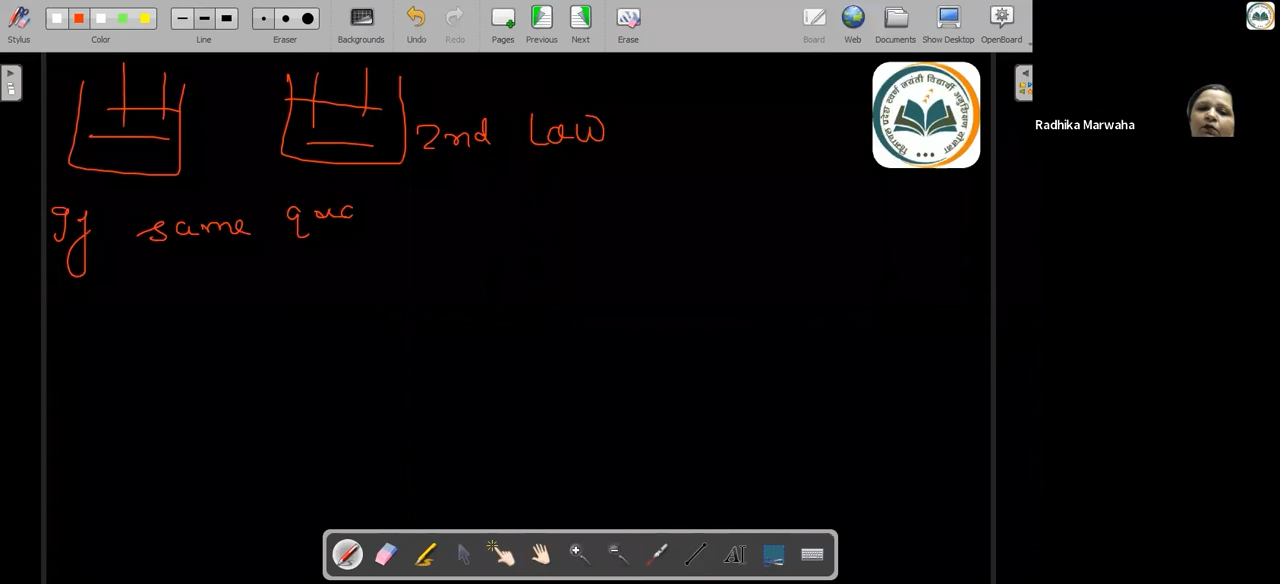 Stylus
Color
Line
Eraser
Backgrounds
Undo
Redo
Pages
Previous
Next
Erase
Board
Web
Documents
Show Desktop
OpenBoard
Radhika Marwaha
2nd Law
If same qua